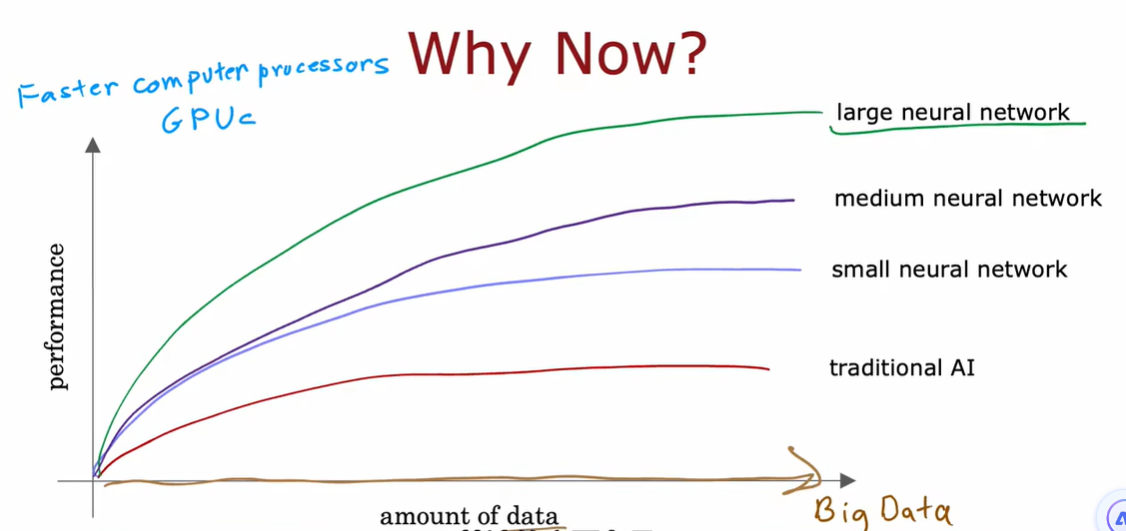 Why Now?
Faster computer processors
GPUs
large neural network
medium neural network
small neural network
traditional AI
performance
amount of data
Big Data